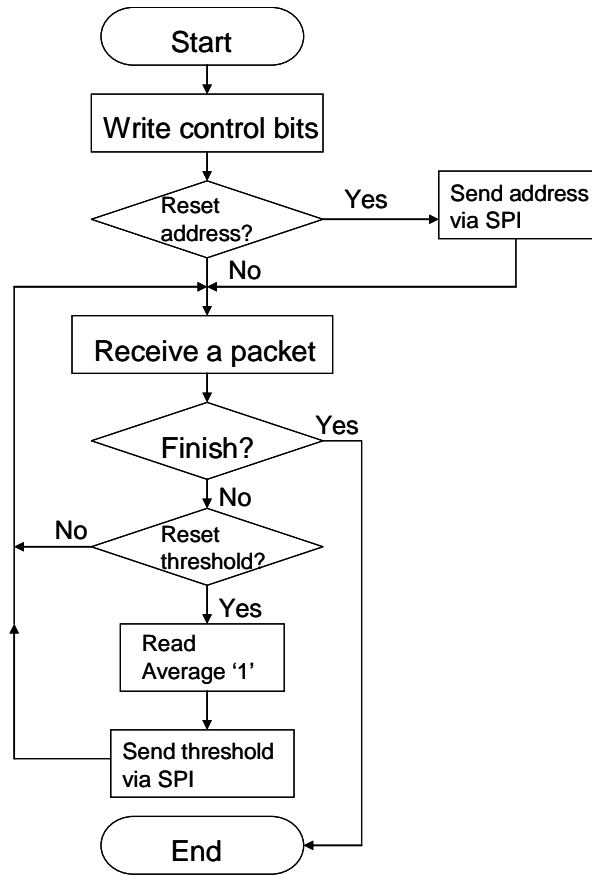 Start
Write control bits
Reset
address?
Yes
Send address
via SPI
No
Receive a packet
Finish?
Yes
No
Reset
threshold?
No
Yes
Read
Average ‘1’
Send threshold
via SPI
End